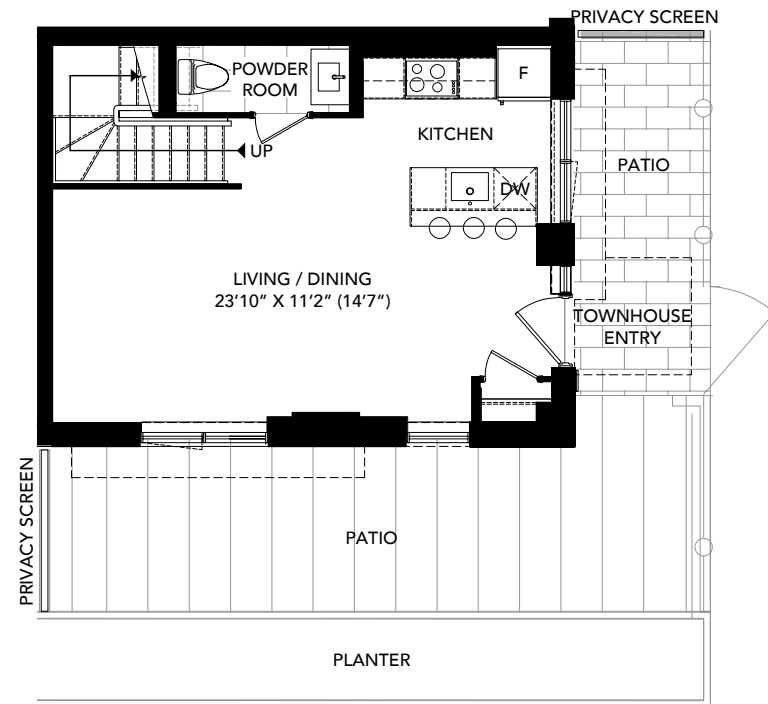 PRIVACY SCREEN
POWDER
ROOM
F
KITCHEN
UP
PATIO
DW
LIVING / DINING
23'10" X 11'2" (14'7")
TOWNHOUSE
ENTRY
PRIVACY SCREEN
PATIO
PLANTER